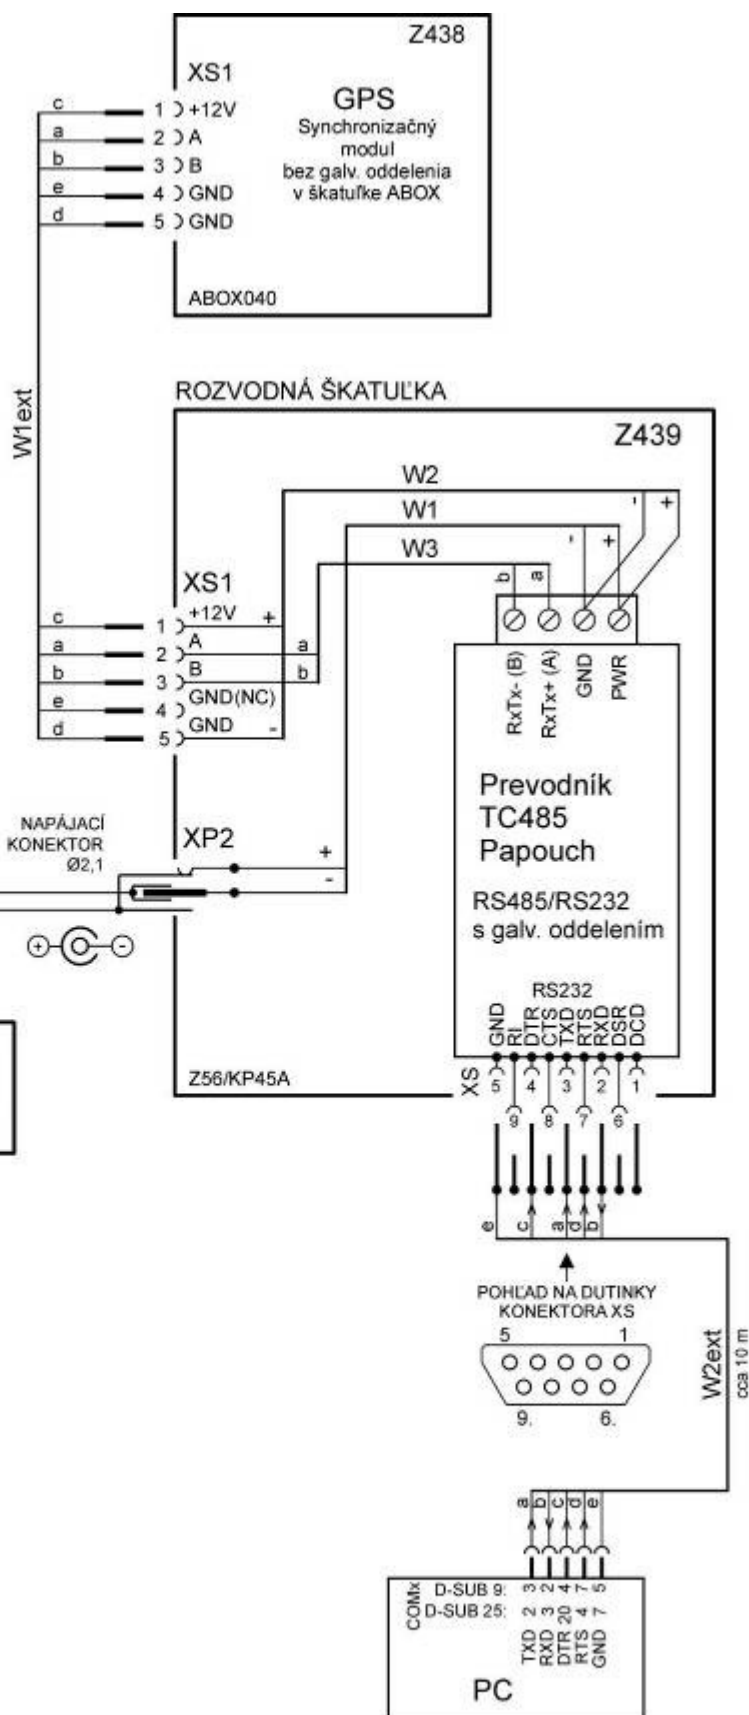 Z438
XS1
GPS
Synchronizačný
modul
bez galv. oddelenia
v škatuľke ABOX
c 1 +12V
a 2 A
b 3 B
e 4 GND
d 5 GND
ABOX040
W1ext
ROZVODNÁ ŠKATUĽKA
Z439
W2
W1
W3
- +
- +
b a
XS1
c 1 +12V +
a 2 A a
b 3 B b
e 4 GND(NC)
d 5 GND -
RxTx- (B)
RxTx+ (A)
GND
PWR
Prevodník
TC485
Papouch
RS485/RS232
s galv. oddelením
NAPÁJACÍ
KONEKTOR
Ø2,1
XP2
+
-
+ -
RS232
GND RI DTR CTS TXD RTS RXD DSR DCD
XS
5 4 3 2 1
9 8 7 6
Z56/KP45A
e c a d b
POHĽAD NA DUTINKY
KONEKTORA XS
5 1
9. 6.
W2ext
cca 10 m
a b c d e
COMx
D-SUB 9: 3 2 4 7 5
D-SUB 25: 2 3 20 4 7
TXD RXD DTR RTS GND
PC